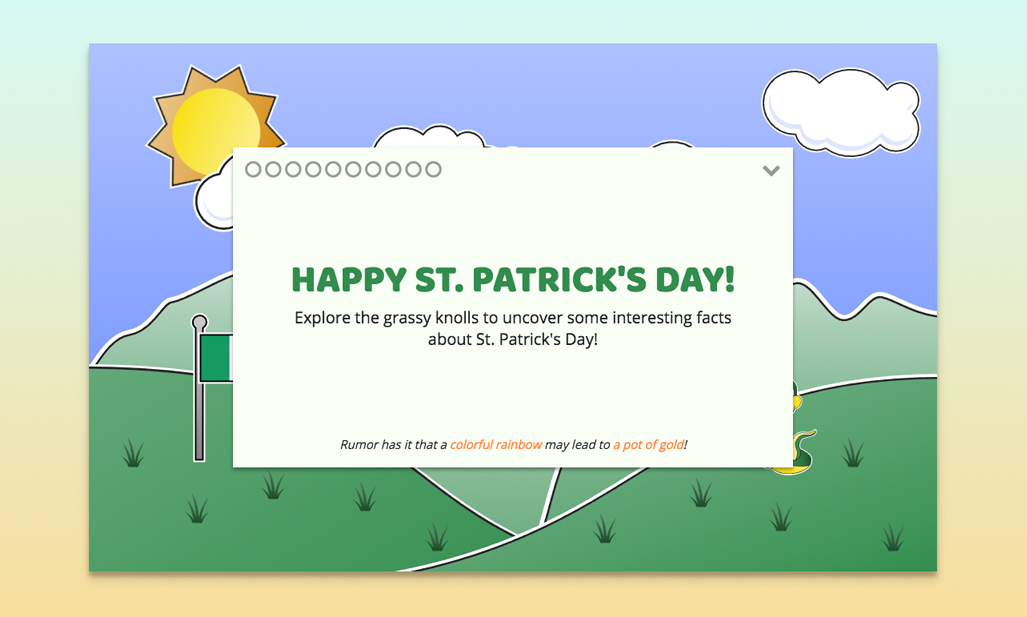 HAPPY ST. PATRICK'S DAY!
Explore the grassy knolls to uncover some interesting facts
about St. Patrick's Day!
Rumor has it that a colorful rainbow may lead to a pot of gold!